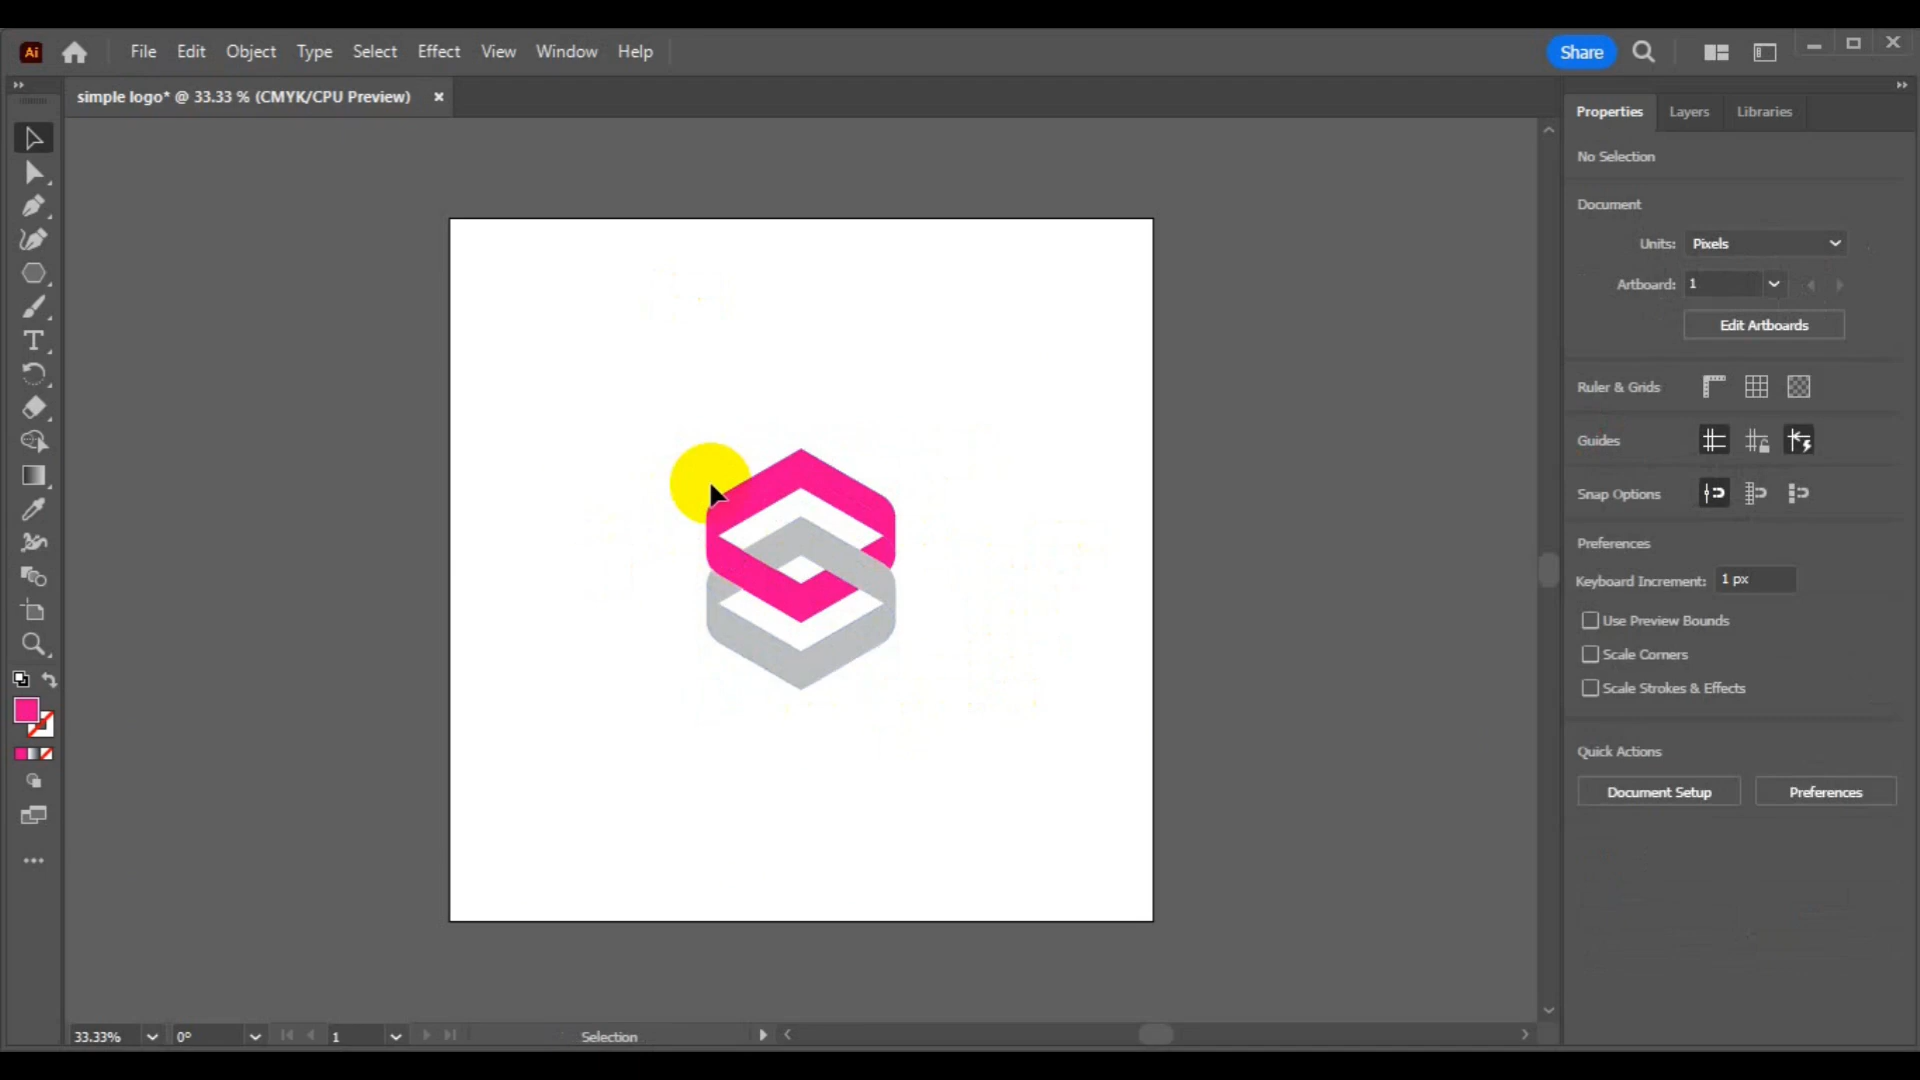 Ai File Edit Object Type Select Effect View Window Help Share
simple logo* @ 33.33 % (CMYK/CPU Preview)
Properties Layers Libraries
No Selection
Document
Units: Pixels
Artboard: 1
Edit Artboards
Ruler & Grids
Guides
Snap Options
Preferences
Keyboard Increment: 1 px
Use Preview Bounds
Scale Corners
Scale Strokes & Effects
Quick Actions
Document Setup Preferences
33.33% 0° 1 Selection